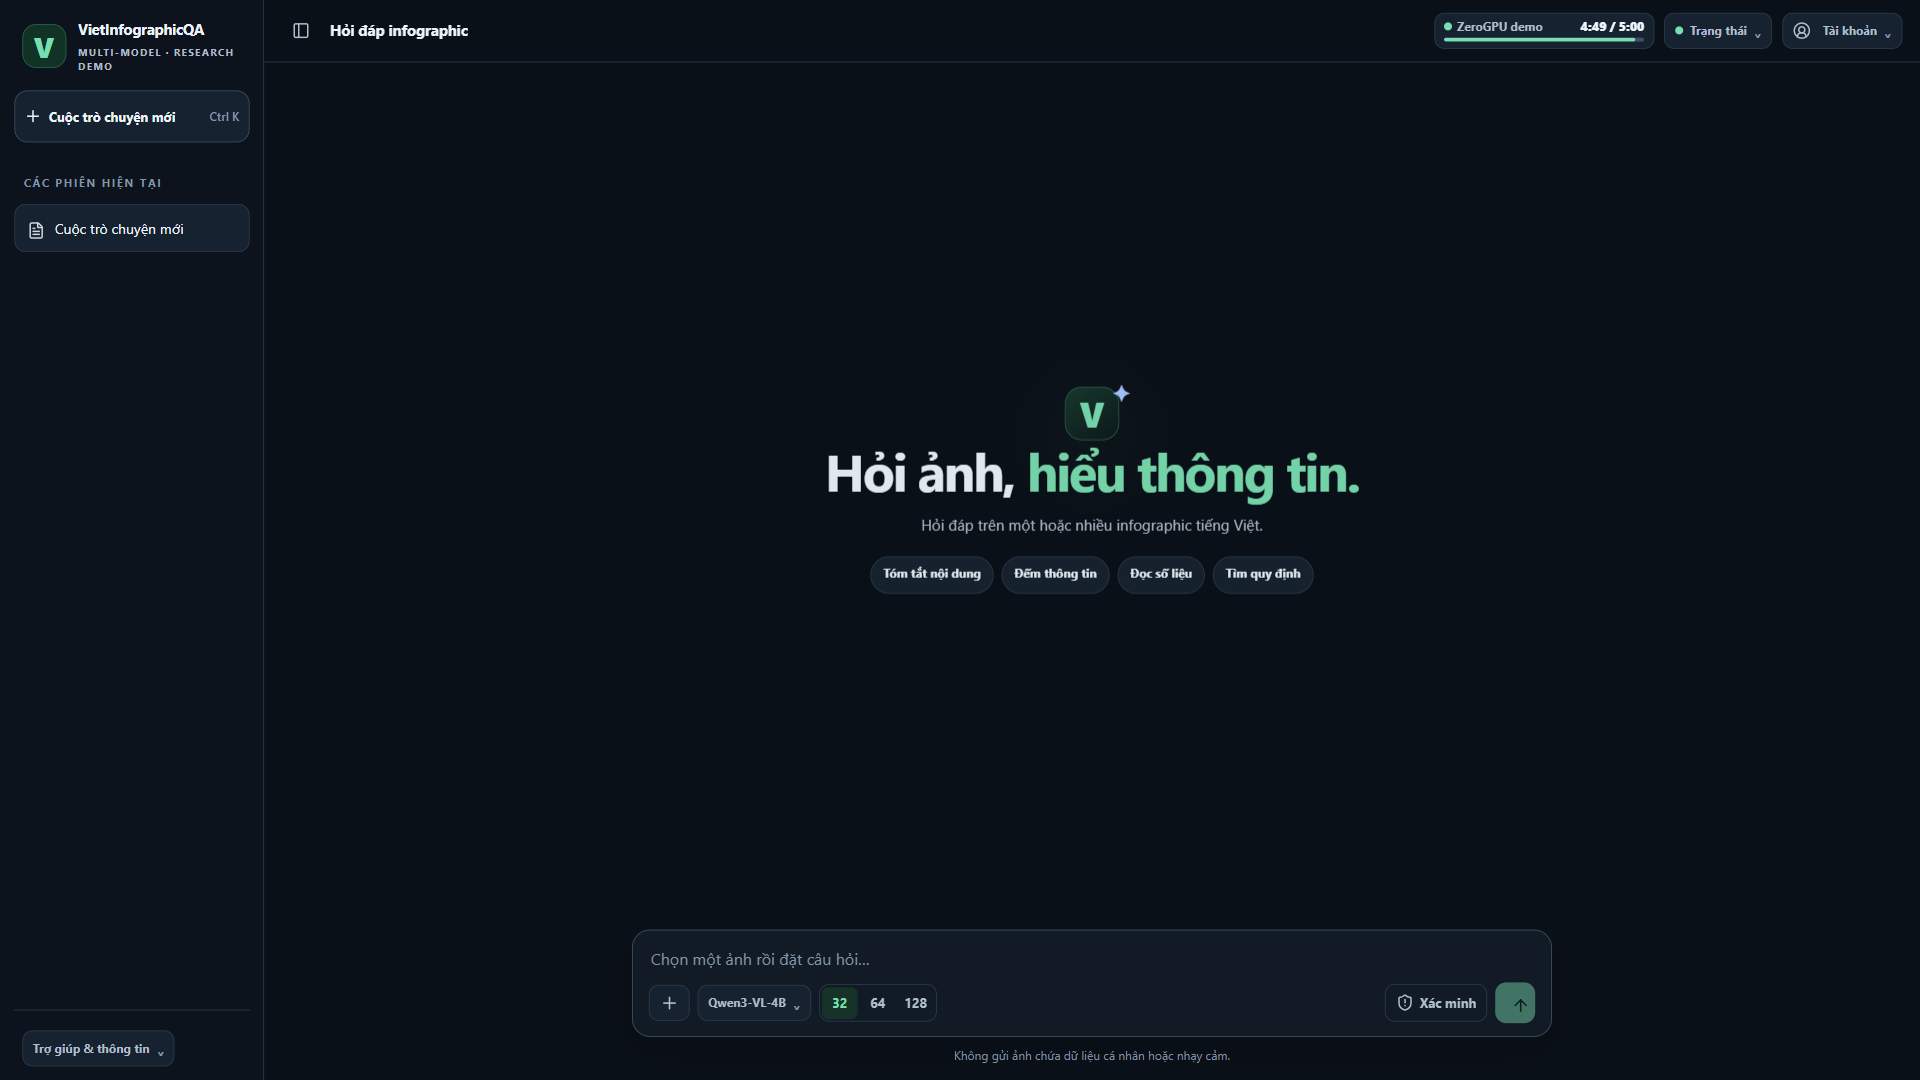 V
VietInfographicQA
MULTI-MODEL · RESEARCH
DEMO
Cuộc trò chuyện mới
Ctrl K
CÁC PHIÊN HIỆN TẠI
Cuộc trò chuyện mới
Trợ giúp & thông tin
Hỏi đáp infographic
ZeroGPU demo
4:49 / 5:00
Trạng thái
Tài khoản
V
Hỏi ảnh, hiểu thông tin.
Hỏi đáp trên một hoặc nhiều infographic tiếng Việt.
Tóm tắt nội dung
Đếm thông tin
Đọc số liệu
Tìm quy định
Chọn một ảnh rồi đặt câu hỏi...
Qwen3-VL-4B
32
64
128
Xác minh
Không gửi ảnh chứa dữ liệu cá nhân hoặc nhạy cảm.